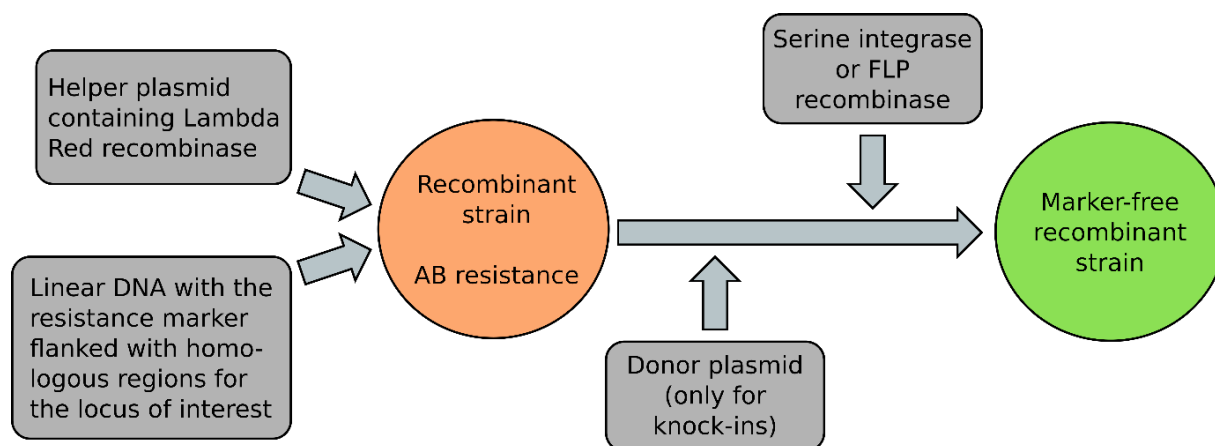 Helper plasmid
containing Lambda
Red recombinase
Linear DNA with the
resistance marker
flanked with homo-
logous regions for
the locus of interest
Recombinant
strain
AB resistance
Serine integrase
or FLP
recombinase
Donor plasmid
(only for
knock-ins)
Marker-free
recombinant
strain